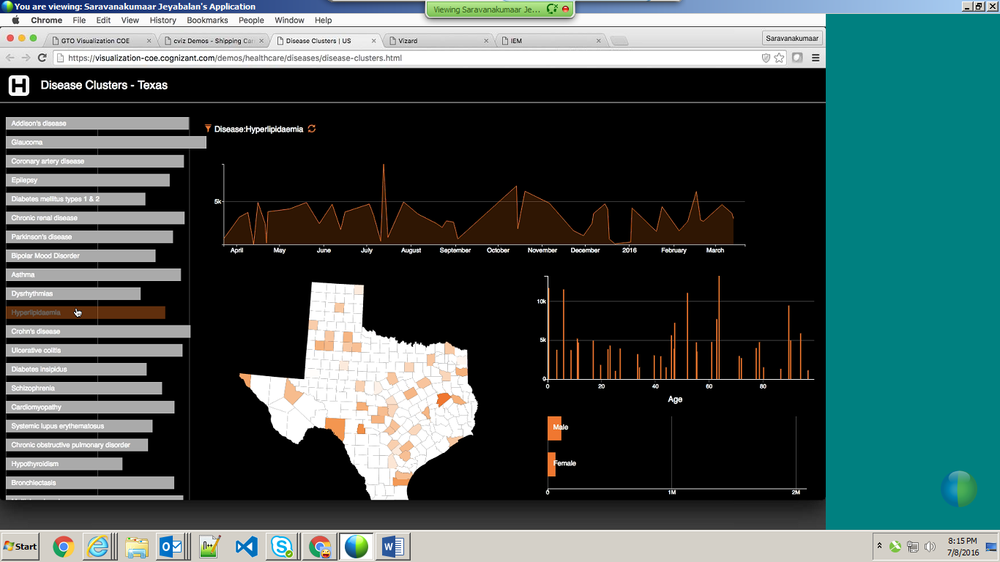 You are viewing: Saravanakumaar Jeyabalan's Application
Viewing Saravanakumaar Je...
Chrome File Edit View History Bookmarks People Window Help
GTO Visualization COE
cviz Demos - Shipping Car
Disease Clusters | US
Vizard
IEM
Saravanakumaar
https://visualization-coe.cognizant.com/demos/healthcare/diseases/disease-clusters.html
H
Disease Clusters - Texas
Addison's disease
Glaucoma
Coronary artery disease
Epilepsy
Diabetes mellitus types 1 & 2
Chronic renal disease
Parkinson's disease
Bipolar Mood Disorder
Asthma
Dysrhythmias
Hyperlipidaemia
Crohn's disease
Ulcerative colitis
Diabetes insipidus
Schizophrenia
Cardiomyopathy
Systemic lupus erythematosus
Chronic obstructive pulmonary disorder
Hypothyroidism
Bronchiectasis
Disease:Hyperlipidaemia
5k
April May June July August September October November December 2016 February March
10k
5k
0
0 20 40 60 80
Age
Male
Female
0 1M 2M
Start
8:15 PM
7/8/2016